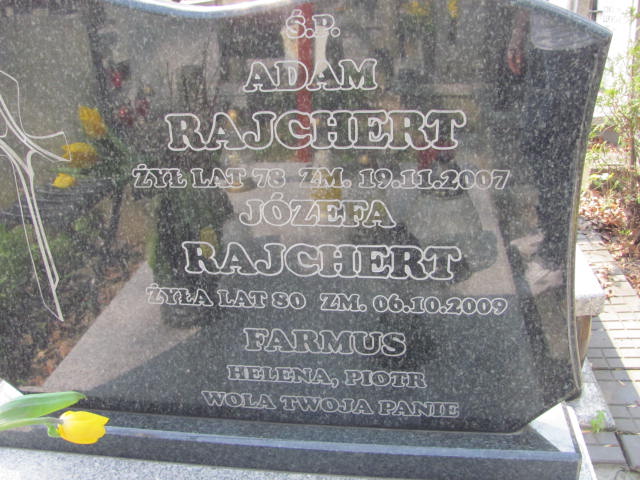 Ś.P.
ADAM
RAJCHERT
ŻYŁ LAT 78 ZM. 19.11.2007
JÓZEFA
RAJCHERT
ŻYŁA LAT 80 ZM. 06.10.2009
FARMUS
HELENA, PIOTR
WOLA TWOJA PANIE